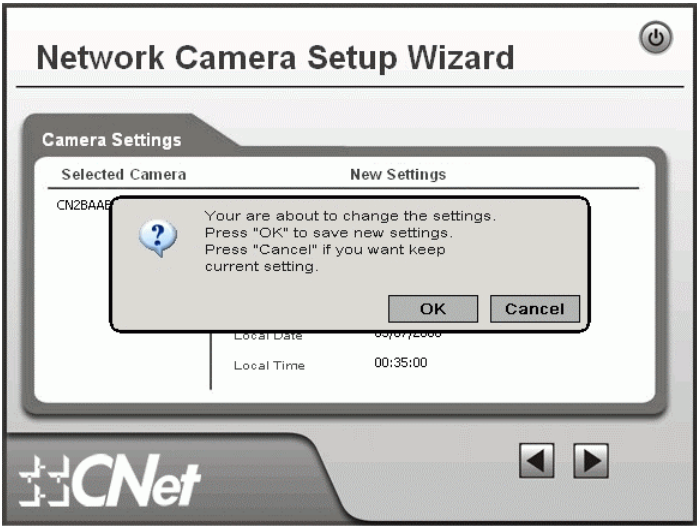 Network Camera Setup Wizard
Camera Settings
Selected Camera
New Settings
Your are about to change the settings.
Press "OK" to save new settings.
Press "Cancel" if you want keep
current setting.
OK
Cancel
Local Date
Local Time
00:35:00
CNet